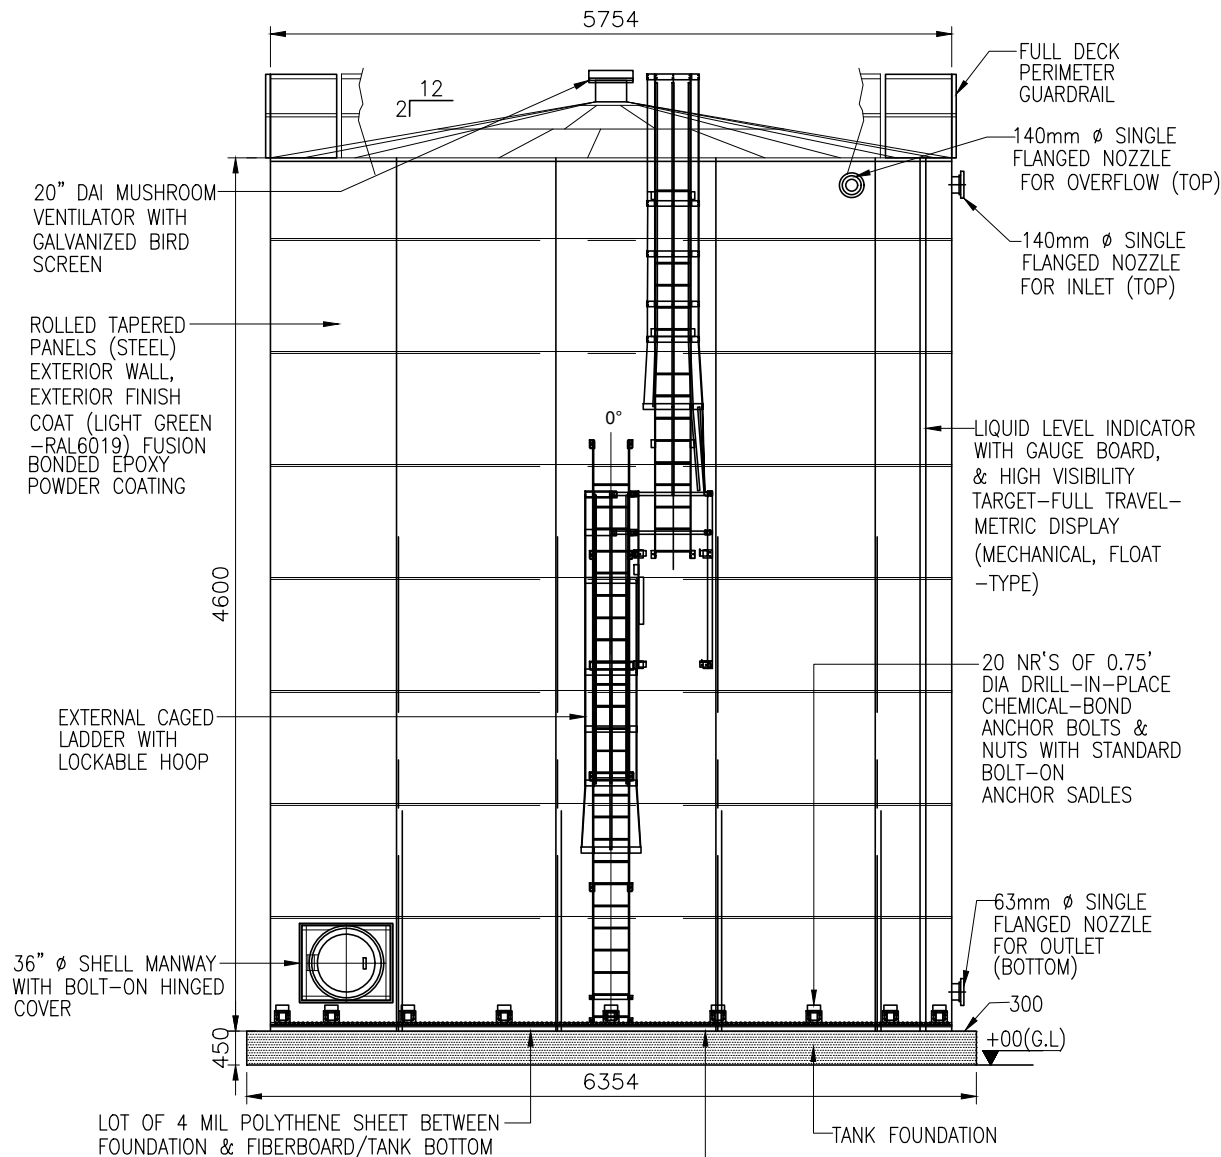 5754
FULL DECK
PERIMETER
GUARDRAIL
12
2
140mm ø SINGLE
FLANGED NOZZLE
FOR OVERFLOW (TOP)
20" DAI MUSHROOM
VENTILATOR WITH
GALVANIZED BIRD
SCREEN
140mm ø SINGLE
FLANGED NOZZLE
FOR INLET (TOP)
ROLLED TAPERED
PANELS (STEEL)
EXTERIOR WALL,
EXTERIOR FINISH
COAT (LIGHT GREEN
-RAL6019) FUSION
BONDED EPOXY
POWDER COATING
0°
LIQUID LEVEL INDICATOR
WITH GAUGE BOARD,
& HIGH VISIBILITY
TARGET-FULL TRAVEL-
METRIC DISPLAY
(MECHANICAL, FLOAT
-TYPE)
4600
20 NR'S OF 0.75'
DIA DRILL-IN-PLACE
CHEMICAL-BOND
ANCHOR BOLTS &
NUTS WITH STANDARD
BOLT-ON
ANCHOR SADLES
EXTERNAL CAGED
LADDER WITH
LOCKABLE HOOP
63mm ø SINGLE
FLANGED NOZZLE
FOR OUTLET
(BOTTOM)
36" ø SHELL MANWAY
WITH BOLT-ON HINGED
COVER
300
+00(G.L)
450
6354
LOT OF 4 MIL POLYTHENE SHEET BETWEEN
FOUNDATION & FIBERBOARD/TANK BOTTOM
TANK FOUNDATION